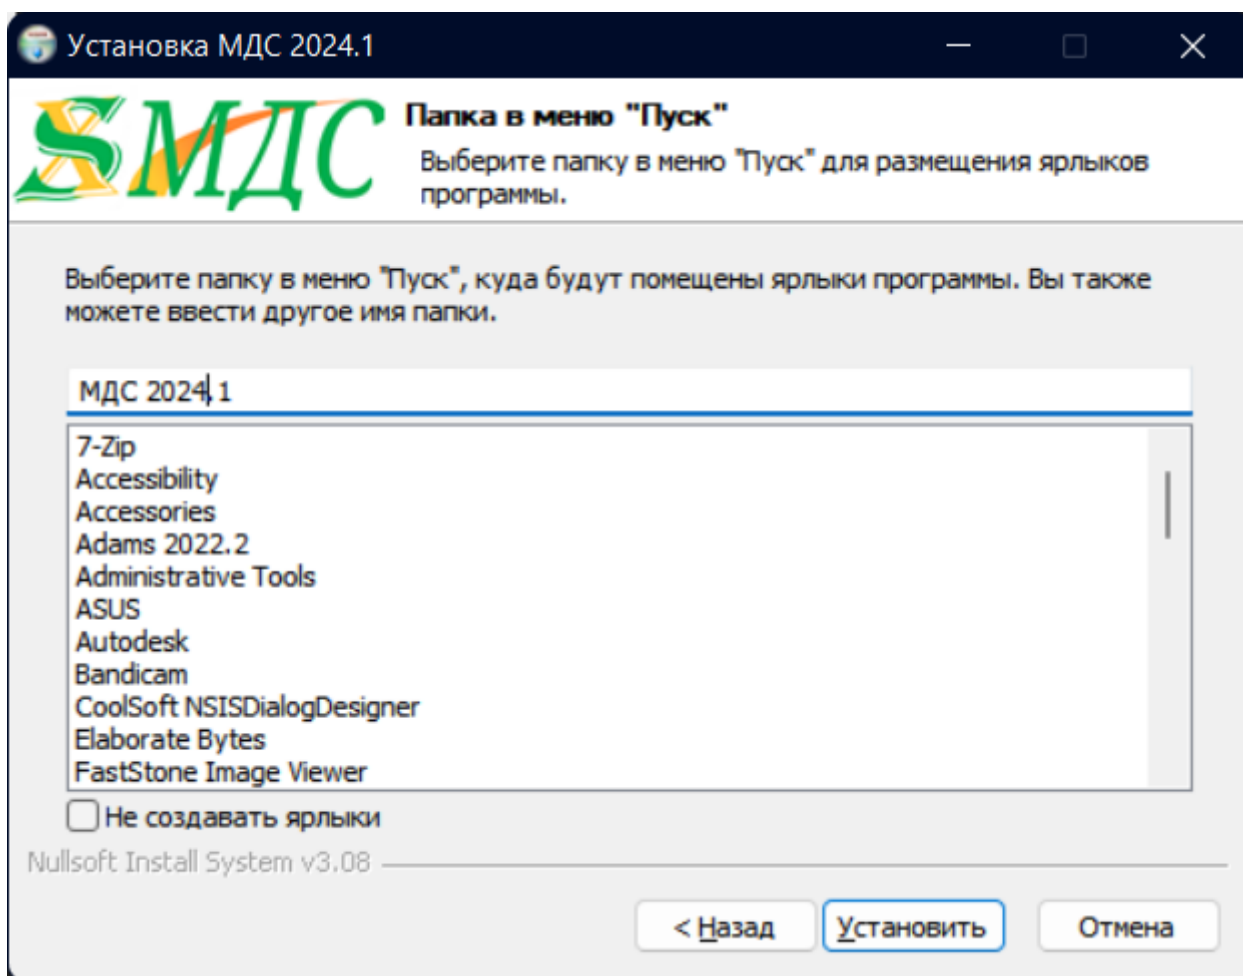 Установка МДС 2024.1
SМДС
Папка в меню "Пуск"
Выберите папку в меню "Пуск" для размещения ярлыков
программы.
Выберите папку в меню "Пуск", куда будут помещены ярлыки программы. Вы также
можете ввести другое имя папки.
МДС 2024.1
7-Zip
Accessibility
Accessories
Adams 2022.2
Administrative Tools
ASUS
Autodesk
Bandicam
CoolSoft NSISDialogDesigner
Elaborate Bytes
FastStone Image Viewer
Не создавать ярлыки
Nullsoft Install System v3.08
< Назад
Установить
Отмена